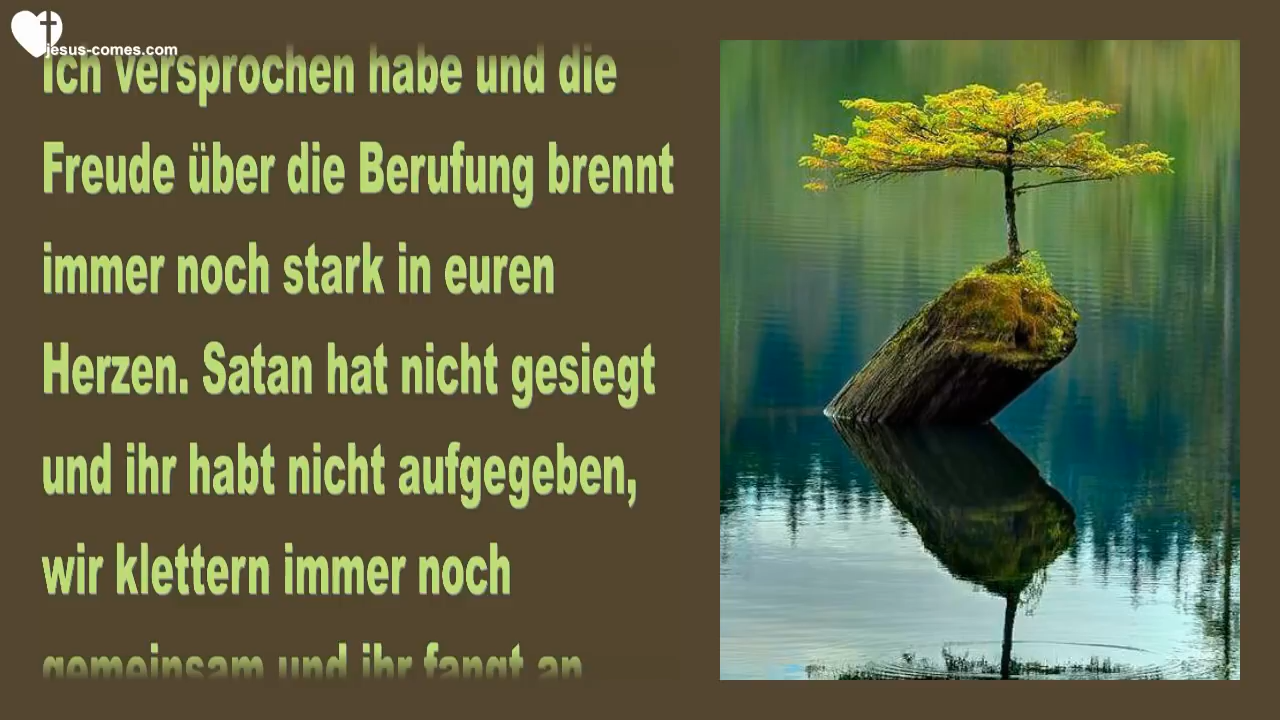 jesus-comes.com
Ich versprochen habe und die
Freude über die Berufung brennt
immer noch stark in euren
Herzen. Satan hat nicht gesiegt
und ihr habt nicht aufgegeben,
wir klettern immer noch
gemeinsam und ihr fangt an